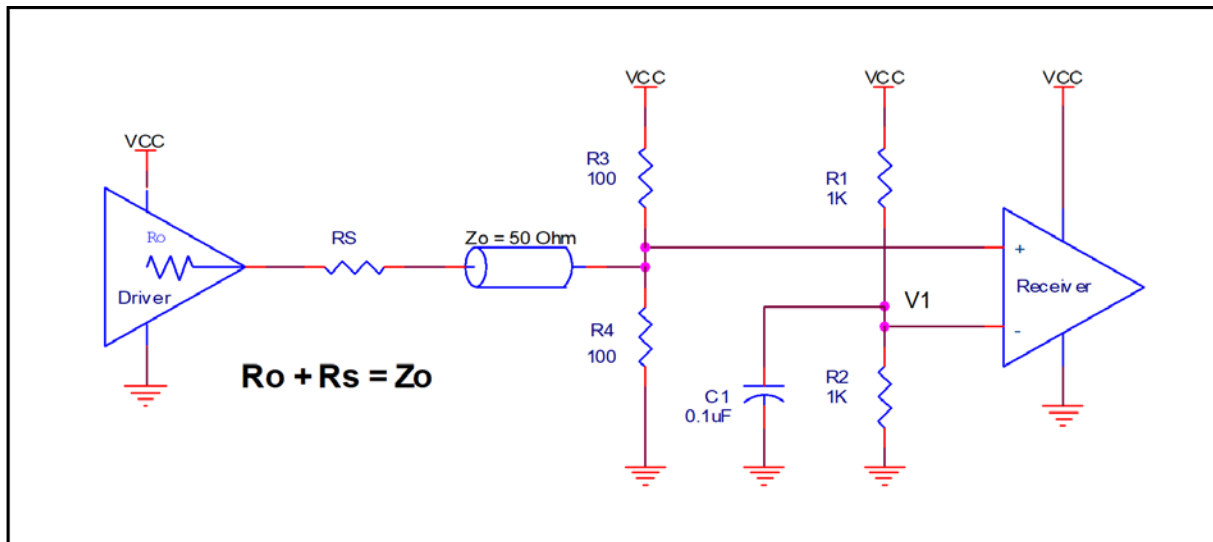 VCC
Ro
Driver
RS
Zo = 50 Ohm
VCC
R3
100
R4
100
VCC
R1
1K
V1
C1
0.1uF
R2
1K
VCC
+
-
Receiver
Ro + Rs = Zo